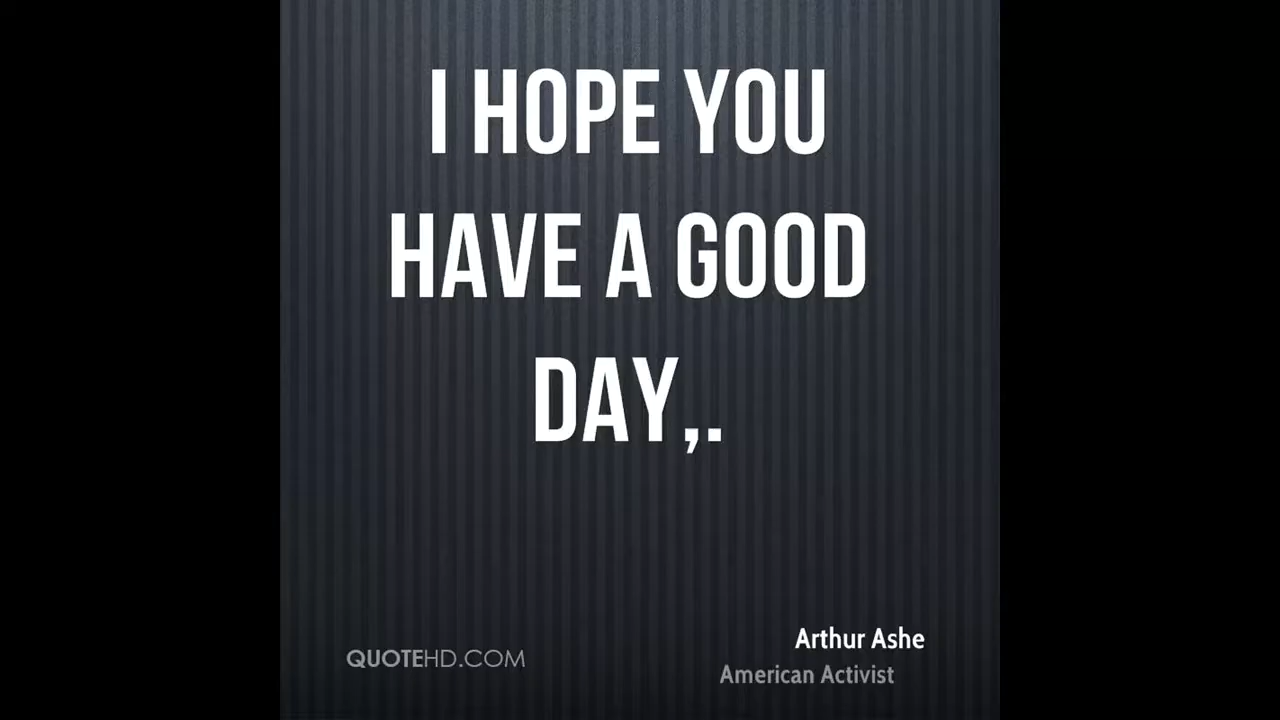 I HOPE YOU
HAVE A GOOD
DAY,.
Arthur Ashe
QUOTEHD.COM
American Activist